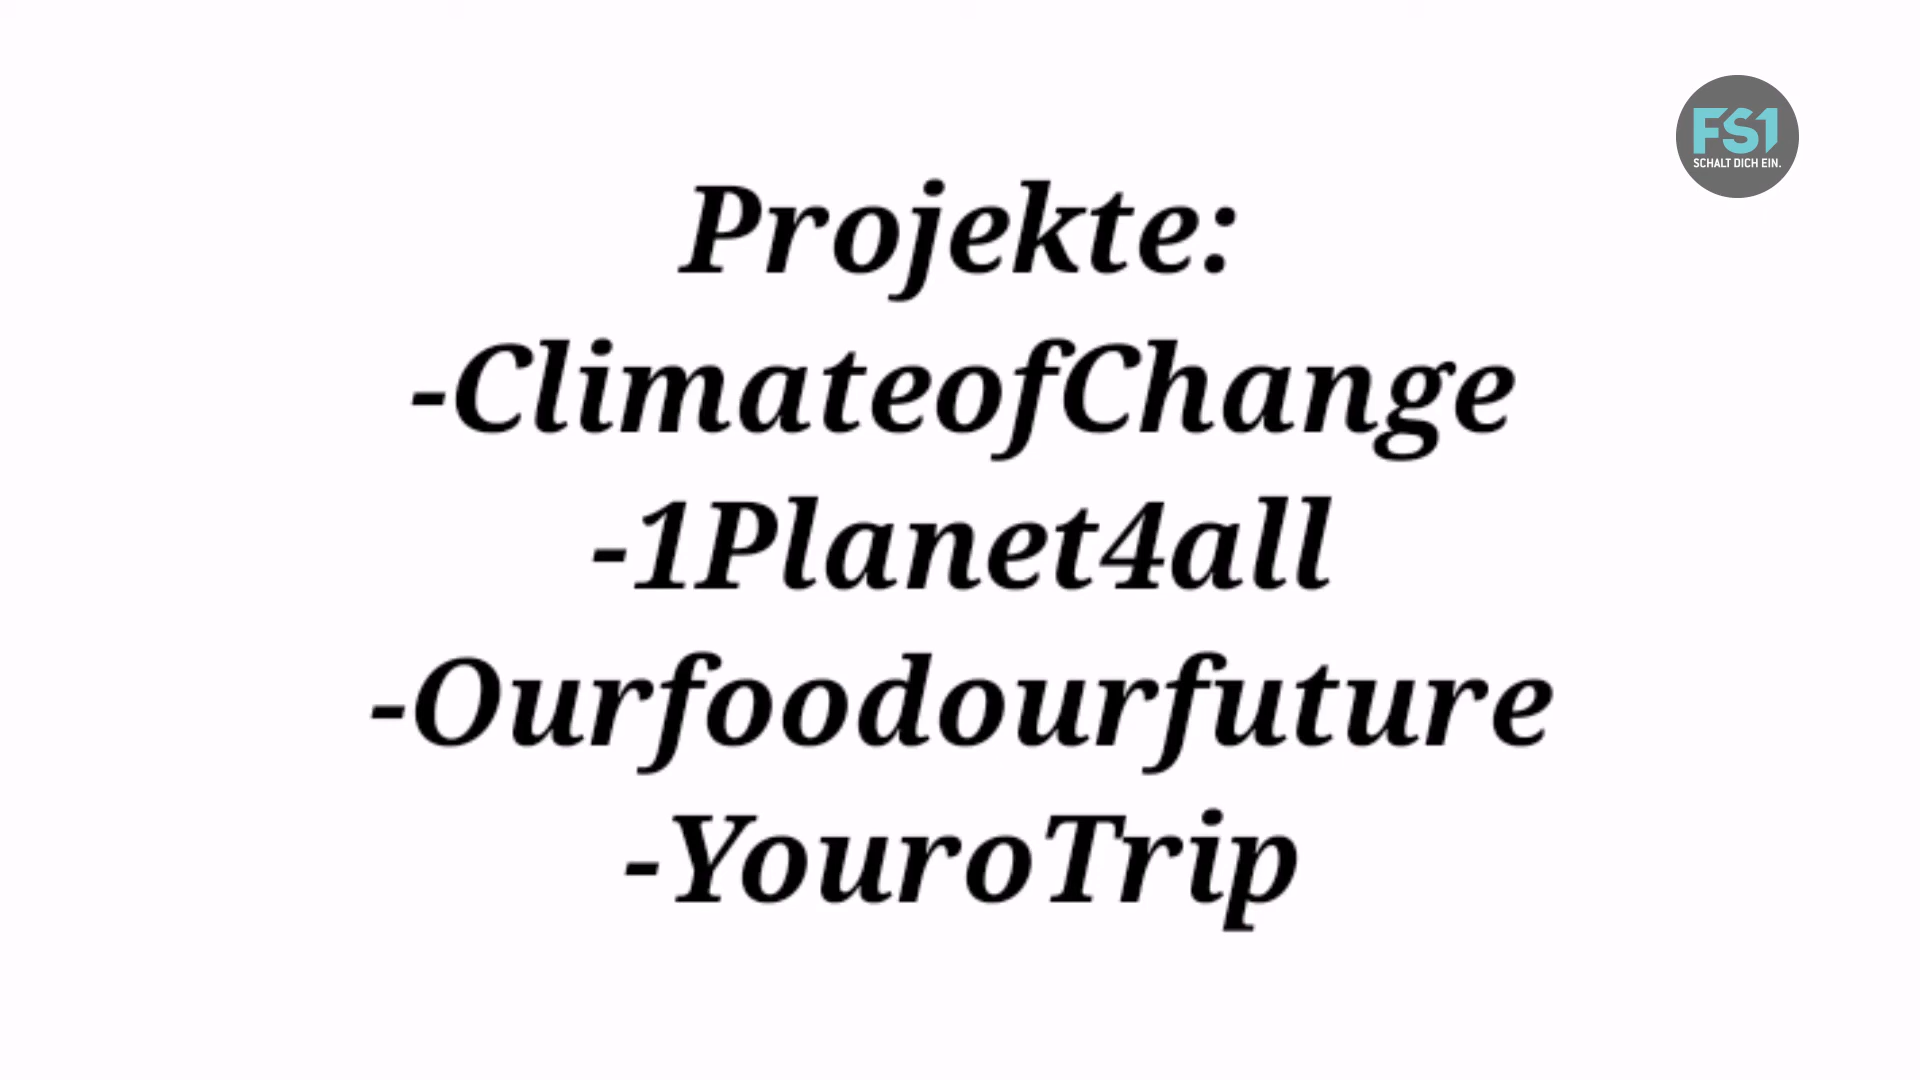 FS1
SCHALT DICH EIN.
Projekte:
-ClimateofChange
-1Planet4all
-Ourfoodourfuture
-YouroTrip